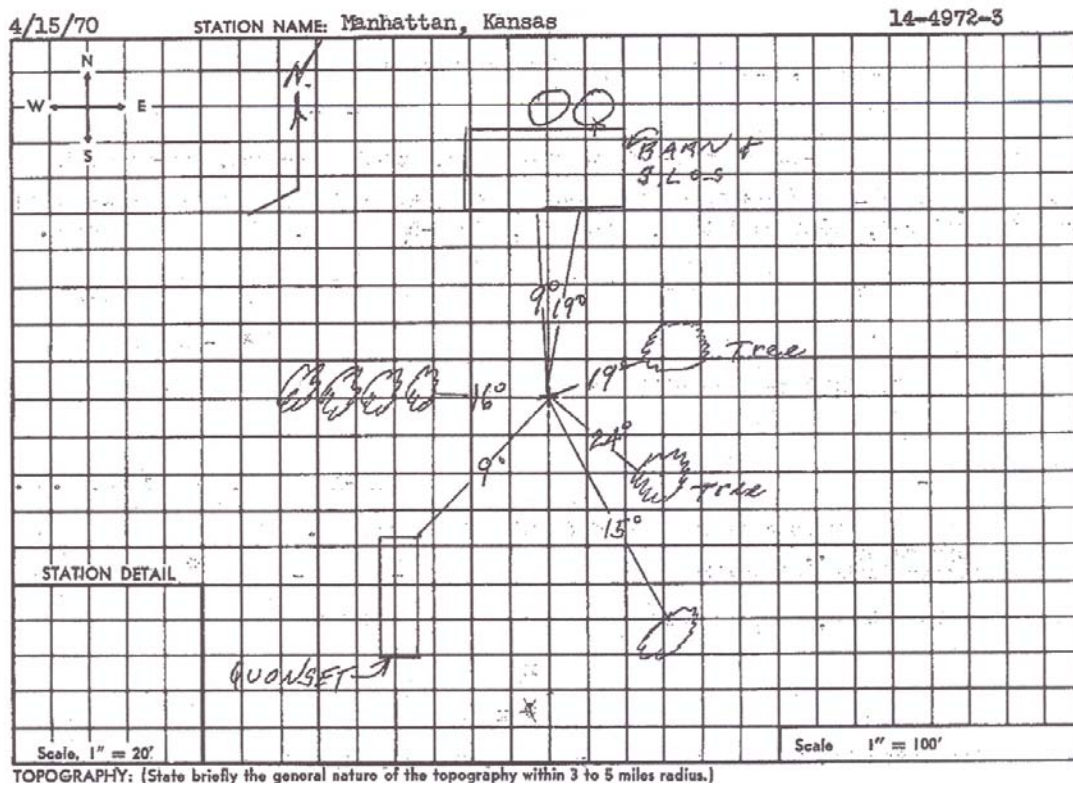 4/15/70 STATION NAME: Manhattan, Kansas 14-4972-3
N
W E
S
N.
BARN &
SILOS
9° 19°
19° Tree
16°
24°
9° Tree
15°
STATION DETAIL
QUONSET
Scale, 1" = 20'. Scale 1" = 100'
TOPOGRAPHY: (State briefly the general nature of the topography within 3 to 5 miles radius.)